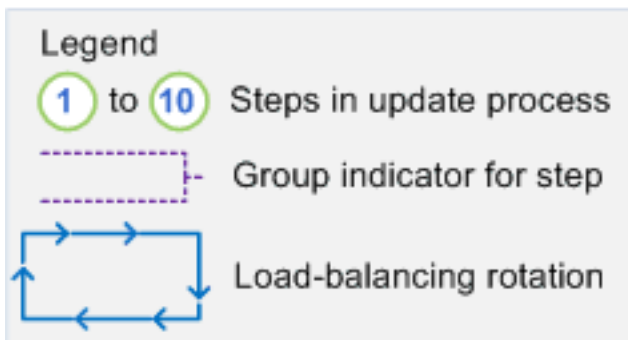 Legend
1 to 10 Steps in update process
Group indicator for step
Load-balancing rotation